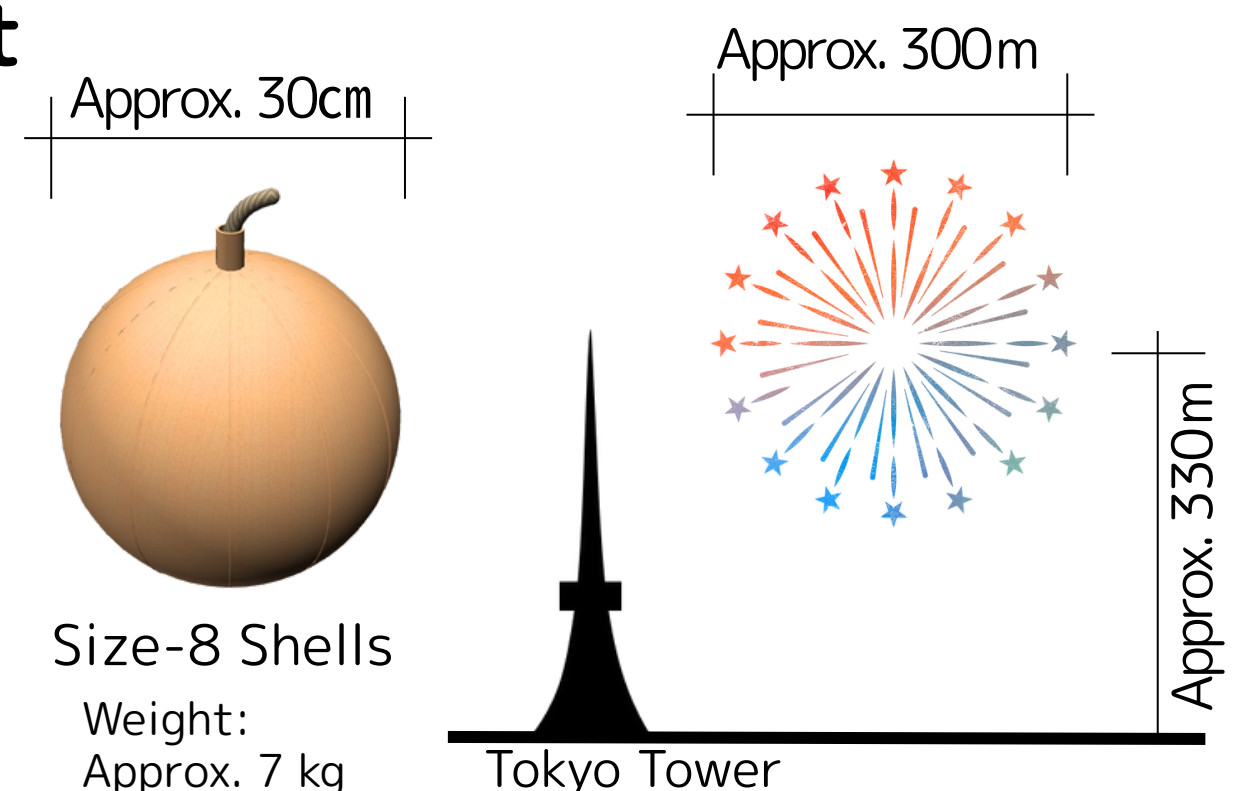 t
Approx. 30cm
Approx. 300m
Approx. 330m
Size-8 Shells
Weight:
Approx. 7 kg
Tokyo Tower